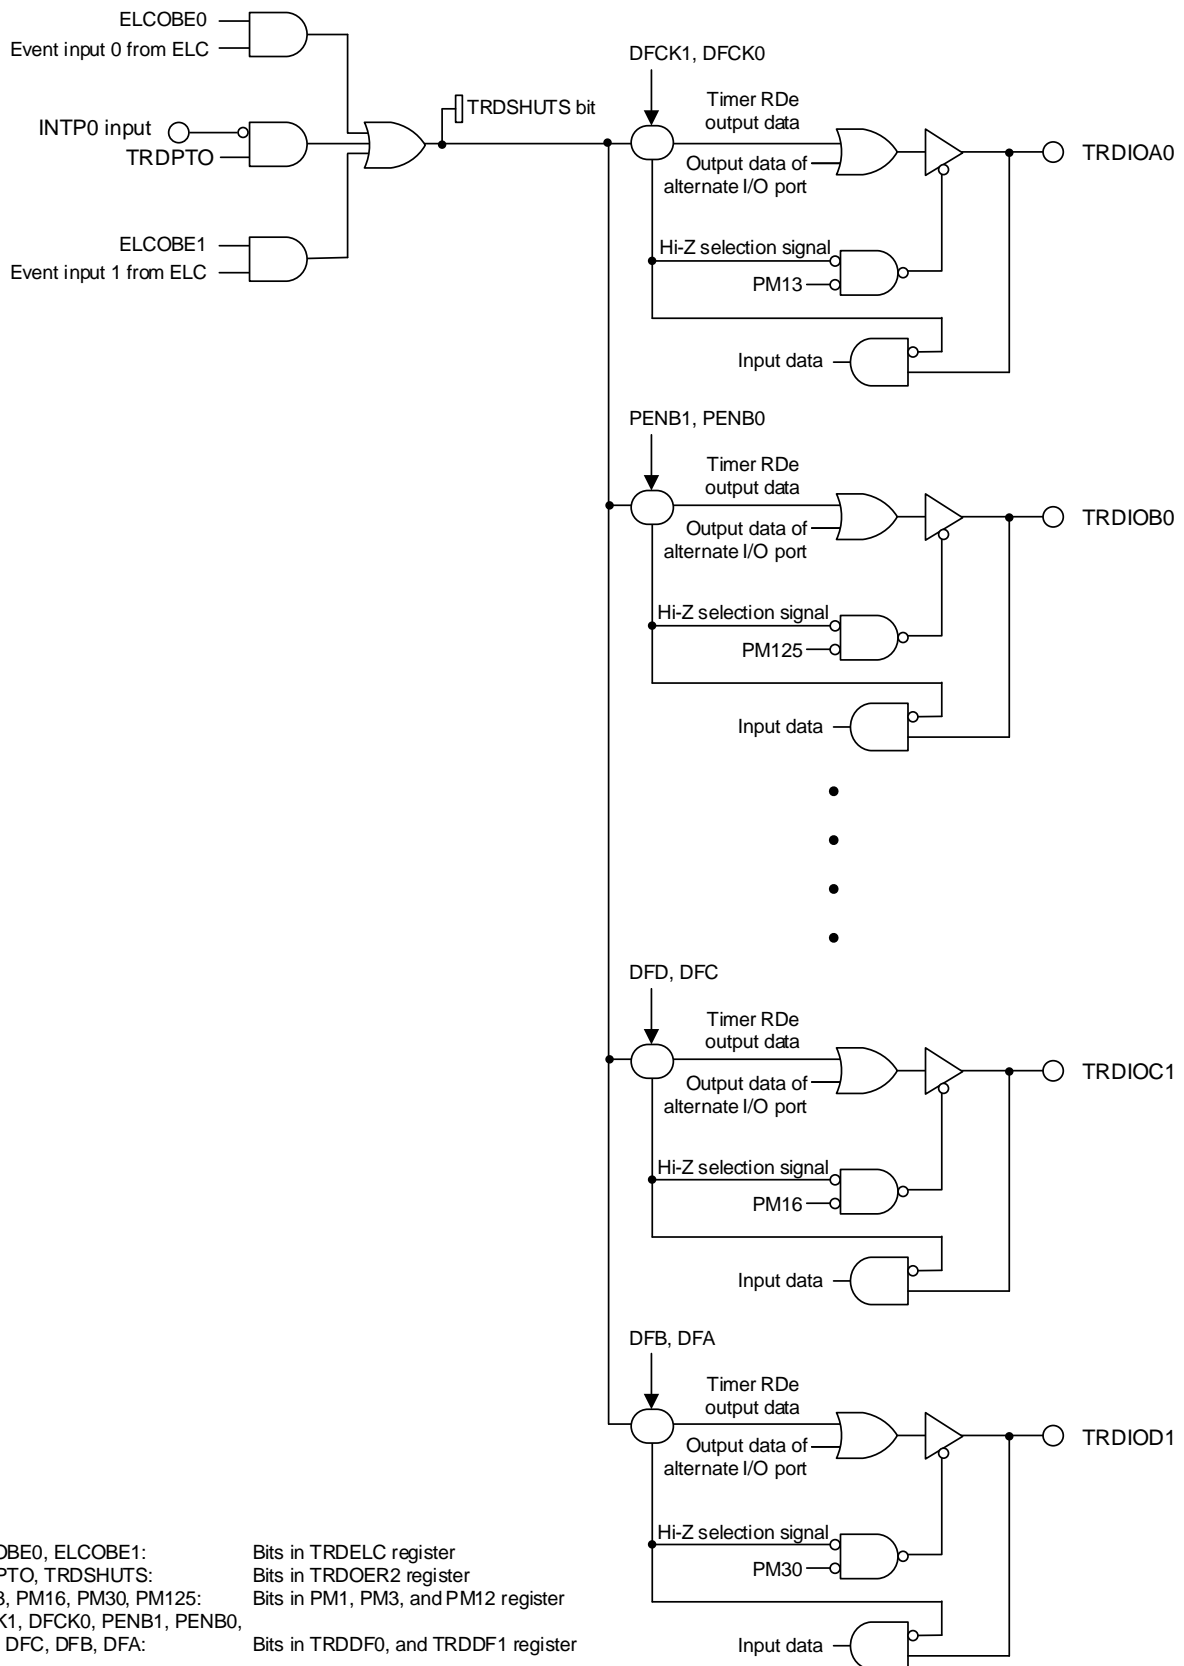 ELCOBE0
Event input 0 from ELC
INTP0 input
TRDPTO
ELCOBE1
Event input 1 from ELC
TRDSHUTS bit
DFCK1, DFCK0
Timer RDe
output data
Output data of
alternate I/O port
TRDIOA0
Hi-Z selection signal
PM13
Input data
PENB1, PENB0
Timer RDe
output data
Output data of
alternate I/O port
TRDIOB0
Hi-Z selection signal
PM125
Input data
DFD, DFC
Timer RDe
output data
Output data of
alternate I/O port
TRDIOC1
Hi-Z selection signal
PM16
Input data
DFB, DFA
Timer RDe
output data
Output data of
alternate I/O port
TRDIOD1
Hi-Z selection signal
PM30
Input data
OBE0, ELCOBE1: Bits in TRDELC register
PTO, TRDSHUTS: Bits in TRDOER2 register
3, PM16, PM30, PM125: Bits in PM1, PM3, and PM12 register
K1, DFCK0, PENB1, PENB0,
DFC, DFB, DFA: Bits in TRDDF0, and TRDDF1 register